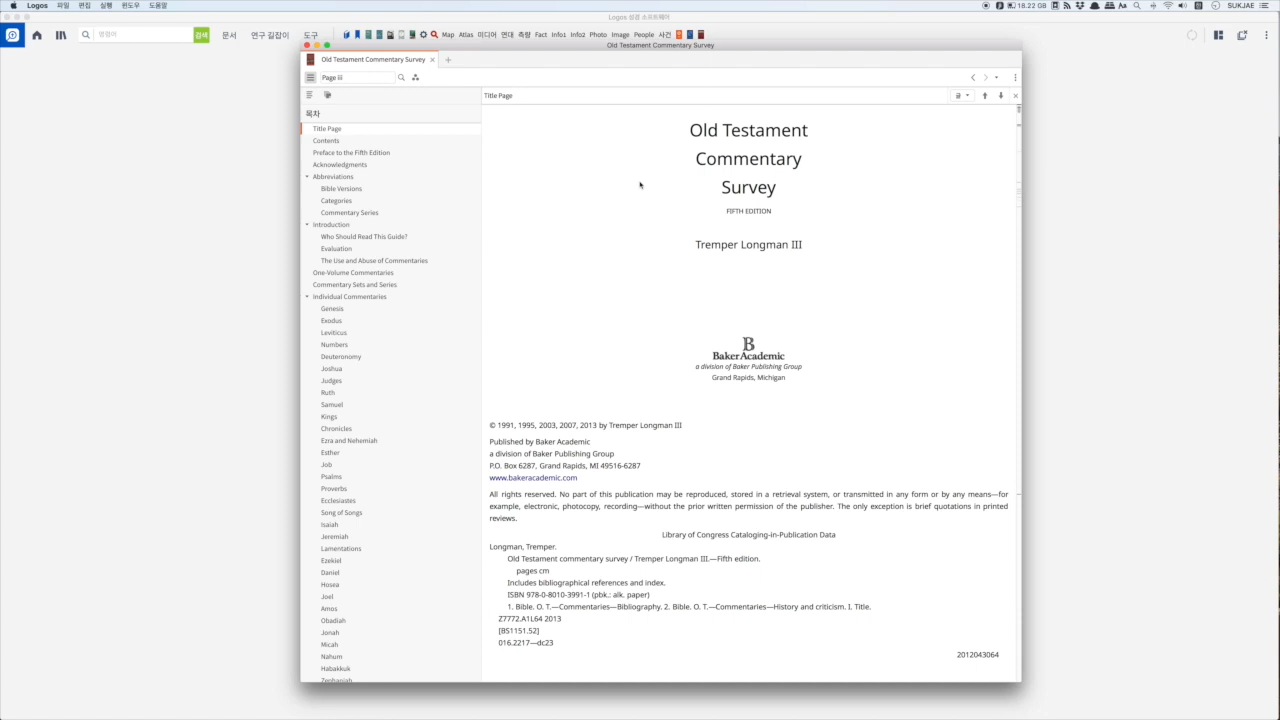 Logos 파일 편집 실행 윈도우 도움말
18.22 GB
Aa
SUKJAE
Logos 성경 소프트웨어
명령어
검색
문서 연구 길잡이 도구
Map Atlas 미디어 연대 측량 Fact Info1 Info2 Photo Image People 사건
Old Testament Commentary Survey
Old Testament Commentary Survey
Page iii
목차
Title Page
Contents
Preface to the Fifth Edition
Acknowledgments
Abbreviations
Bible Versions
Categories
Commentary Series
Introduction
Who Should Read This Guide?
Evaluation
The Use and Abuse of Commentaries
One-Volume Commentaries
Commentary Sets and Series
Individual Commentaries
Genesis
Exodus
Leviticus
Numbers
Deuteronomy
Joshua
Judges
Ruth
Samuel
Kings
Chronicles
Ezra and Nehemiah
Esther
Job
Psalms
Proverbs
Ecclesiastes
Song of Songs
Isaiah
Jeremiah
Lamentations
Ezekiel
Daniel
Hosea
Joel
Amos
Obadiah
Jonah
Micah
Nahum
Habakkuk
Zephaniah
Title Page
글
Old Testament
Commentary
Survey
FIFTH EDITION
Tremper Longman III
B
BakerAcademic
a division of Baker Publishing Group
Grand Rapids, Michigan
© 1991, 1995, 2003, 2007, 2013 by Tremper Longman III
Published by Baker Academic
a division of Baker Publishing Group
P.O. Box 6287, Grand Rapids, MI 49516-6287
www.bakeracademic.com
All rights reserved. No part of this publication may be reproduced, stored in a retrieval system, or transmitted in any form or by any means—for
example, electronic, photocopy, recording—without the prior written permission of the publisher. The only exception is brief quotations in printed
reviews.
Library of Congress Cataloging-in-Publication Data
Longman, Tremper.
Old Testament commentary survey / Tremper Longman III.—Fifth edition.
pages cm
Includes bibliographical references and index.
ISBN 978-0-8010-3991-1 (pbk.: alk. paper)
1. Bible. O. T.—Commentaries—Bibliography. 2. Bible. O. T.—Commentaries—History and criticism. I. Title.
Z7772.A1L64 2013
[BS1151.52]
016.2217—dc23
2012043064